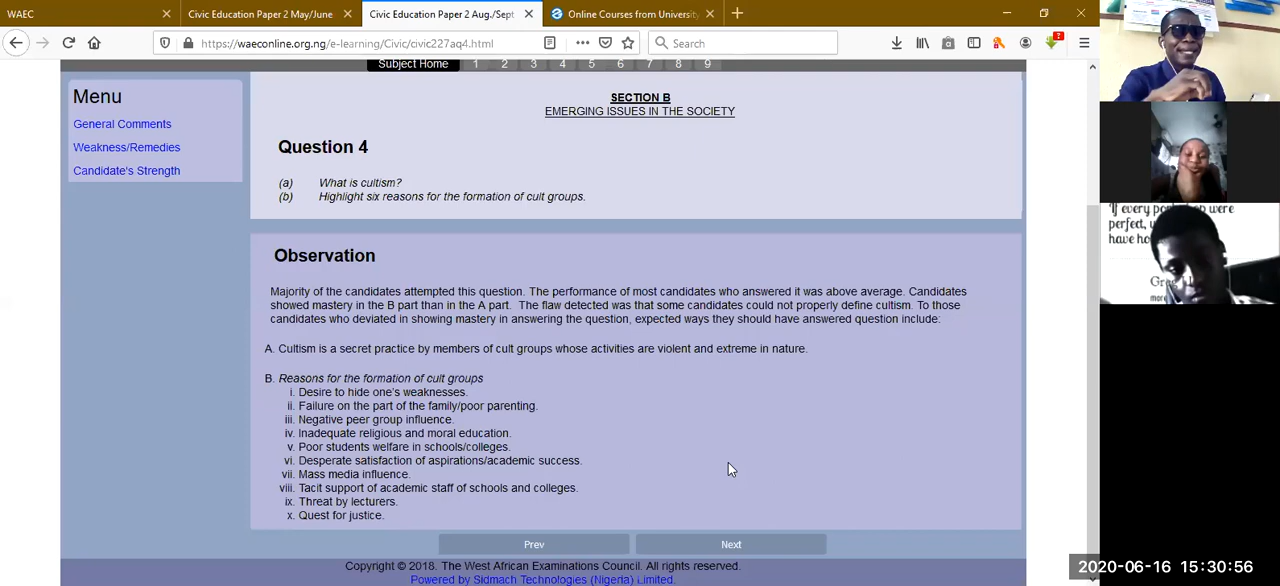 WAEC
Civic Education Paper 2 May/June
Civic Education Paper 2 Aug./Sept
Online Courses from University
https://waeconline.org.ng/e-learning/Civic/civic227aq4.html
Search
Subject Home 1 2 3 4 5 6 7 8 9
Menu
General Comments
Weakness/Remedies
Candidate's Strength
SECTION B
EMERGING ISSUES IN THE SOCIETY
Question 4
(a) What is cultism?
(b) Highlight six reasons for the formation of cult groups.
Observation
Majority of the candidates attempted this question. The performance of most candidates who answered it was above average. Candidates
showed mastery in the B part than in the A part. The flaw detected was that some candidates could not properly define cultism. To those
candidates who deviated in showing mastery in answering the question, expected ways they should have answered question include:
A. Cultism is a secret practice by members of cult groups whose activities are violent and extreme in nature.
B. Reasons for the formation of cult groups
i. Desire to hide one's weaknesses.
ii. Failure on the part of the family/poor parenting.
iii. Negative peer group influence.
iv. Inadequate religious and moral education.
v. Poor students welfare in schools/colleges.
vi. Desperate satisfaction of aspirations/academic success.
vii. Mass media influence.
viii. Tacit support of academic staff of schools and colleges.
ix. Threat by lecturers.
x. Quest for justice.
Prev
Next
Copyright © 2018. The West African Examinations Council. All rights reserved.
Powered by Sidmach Technologies (Nigeria) Limited.
If every were
perfect,
have
2020-06-16 15:30:56